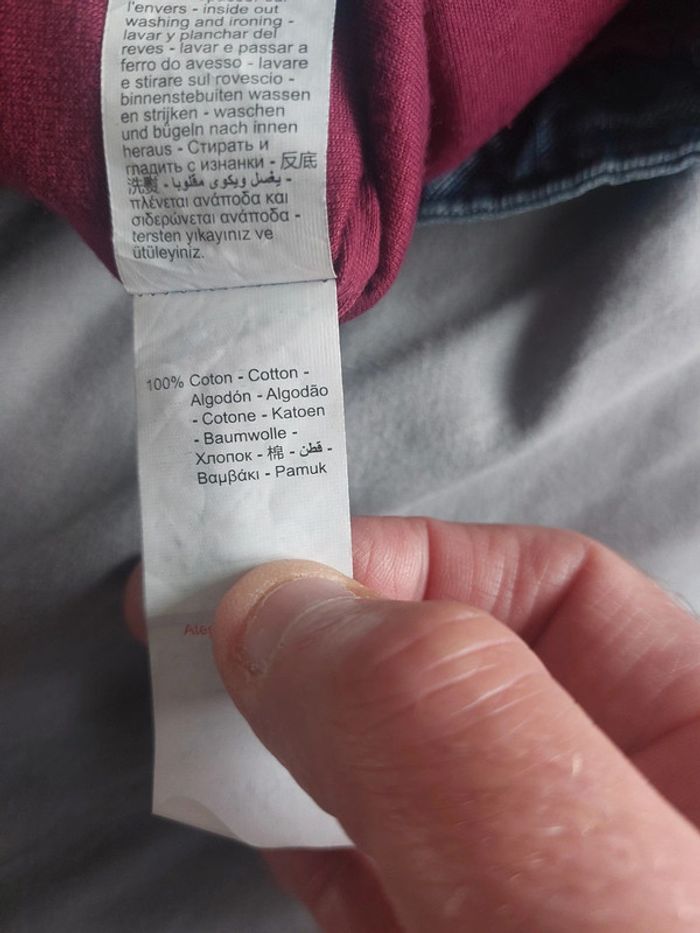 l'envers - inside out
washing and ironing -
lavar y planchar del
reves - lavar e passar a
ferro do avesso - lavare
e stirare sul rovescio -
binnenstebuiten wassen
en strijken - waschen
und bügeln nach innen
heraus - Стирать и
гладить с изнанки - 反底
洗熨 - يغسل ويكوى مقلوبا -
πλένεται ανάποδα και
σιδερώνεται ανάποδα -
tersten yıkayınız ve
ütüleyiniz.
100% Coton - Cotton -
Algodón - Algodão
- Cotone - Katoen
- Baumwolle -
Хлопок - 棉 - قطن -
Βαμβάκι - Pamuk